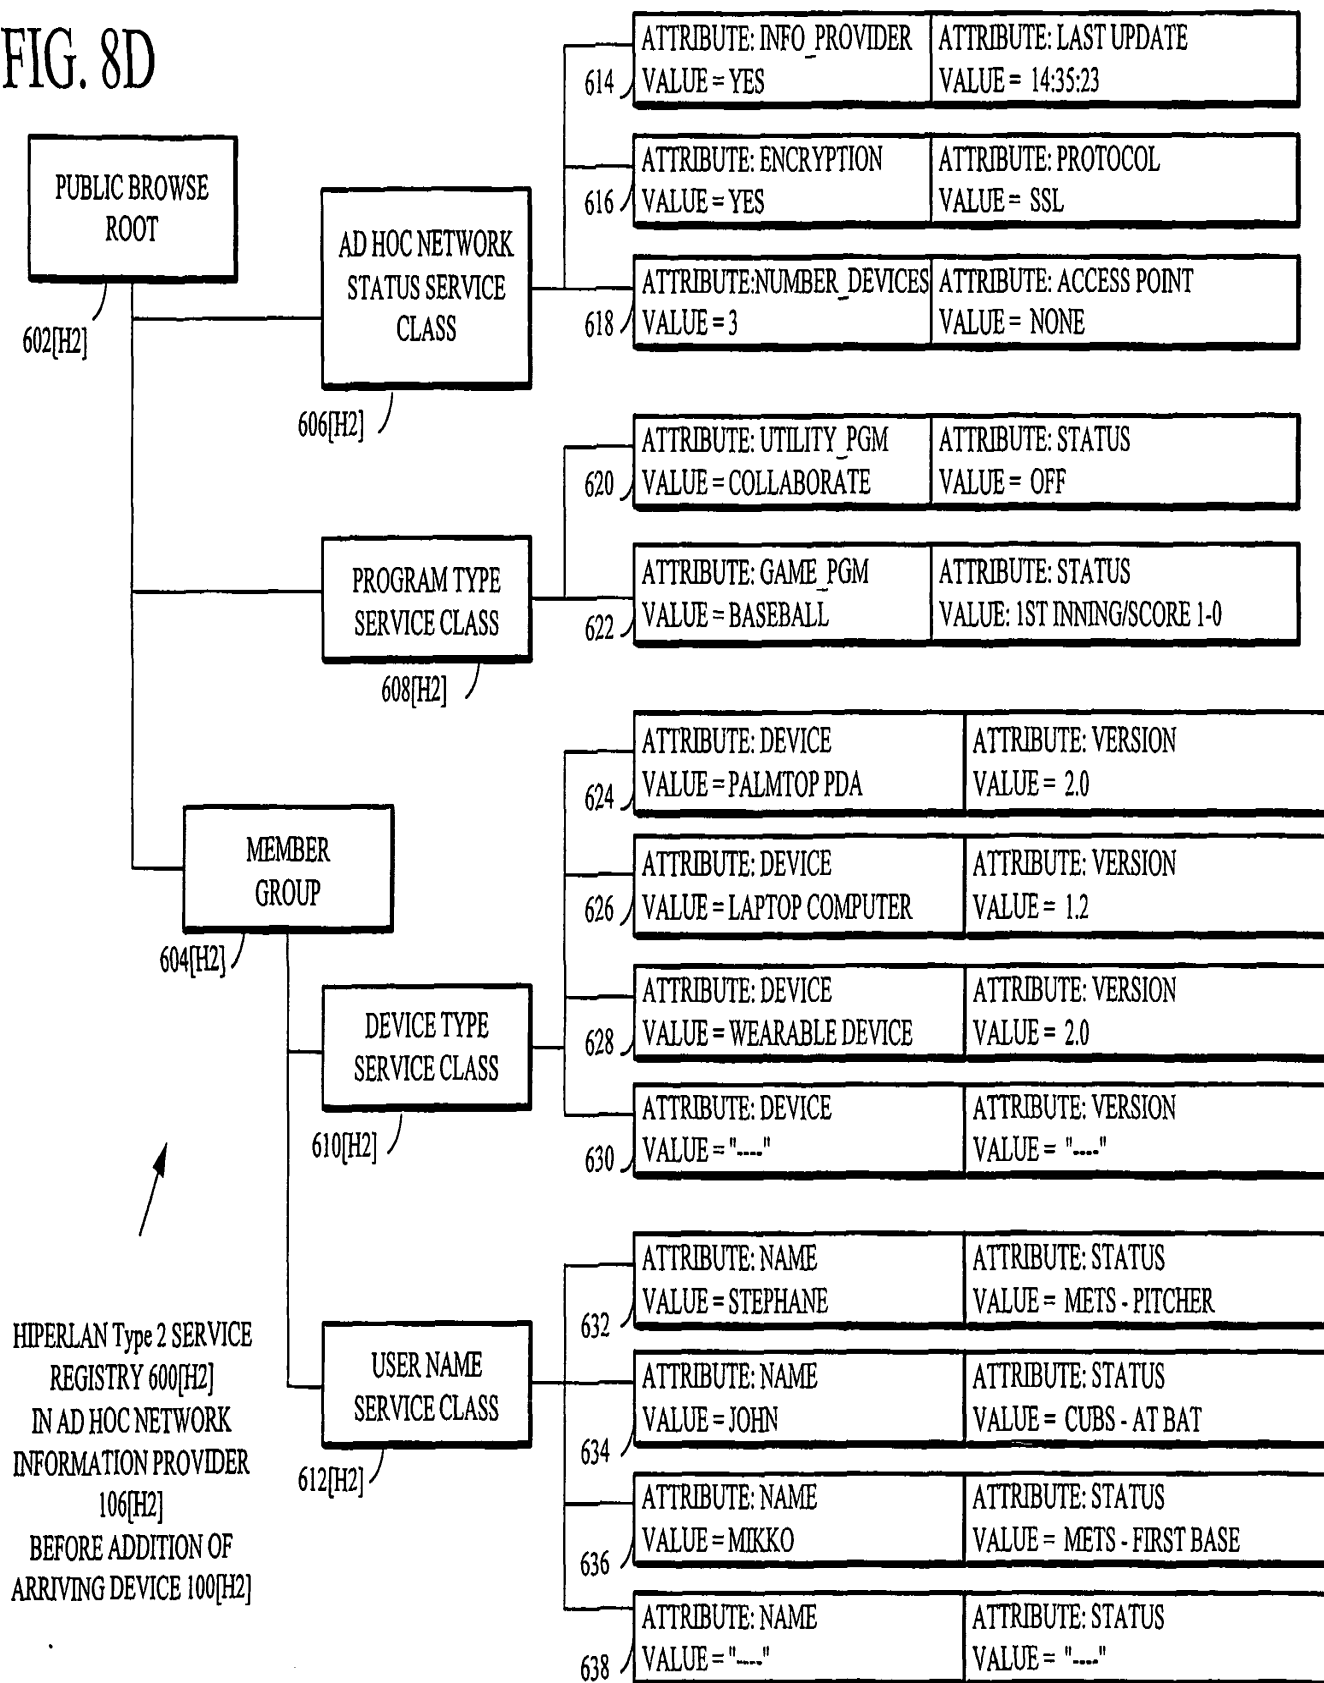 FIG. 8D
PUBLIC BROWSE
ROOT
602[H2]
AD HOC NETWORK
STATUS SERVICE
CLASS
606[H2]
614
ATTRIBUTE: INFO_PROVIDER
VALUE = YES
ATTRIBUTE: LAST UPDATE
VALUE = 14:35:23
616
ATTRIBUTE: ENCRYPTION
VALUE = YES
ATTRIBUTE: PROTOCOL
VALUE = SSL
618
ATTRIBUTE:NUMBER_DEVICES
VALUE = 3
ATTRIBUTE: ACCESS POINT
VALUE = NONE
PROGRAM TYPE
SERVICE CLASS
608[H2]
620
ATTRIBUTE: UTILITY_PGM
VALUE = COLLABORATE
ATTRIBUTE: STATUS
VALUE = OFF
622
ATTRIBUTE: GAME_PGM
VALUE = BASEBALL
ATTRIBUTE: STATUS
VALUE: 1ST INNING/SCORE 1-0
MEMBER
GROUP
604[H2]
DEVICE TYPE
SERVICE CLASS
610[H2]
624
ATTRIBUTE: DEVICE
VALUE = PALMTOP PDA
ATTRIBUTE: VERSION
VALUE = 2.0
626
ATTRIBUTE: DEVICE
VALUE = LAPTOP COMPUTER
ATTRIBUTE: VERSION
VALUE = 1.2
628
ATTRIBUTE: DEVICE
VALUE = WEARABLE DEVICE
ATTRIBUTE: VERSION
VALUE = 2.0
630
ATTRIBUTE: DEVICE
VALUE = "----"
ATTRIBUTE: VERSION
VALUE = "----"
USER NAME
SERVICE CLASS
612[H2]
632
ATTRIBUTE: NAME
VALUE = STEPHANE
ATTRIBUTE: STATUS
VALUE = METS - PITCHER
634
ATTRIBUTE: NAME
VALUE = JOHN
ATTRIBUTE: STATUS
VALUE = CUBS - AT BAT
636
ATTRIBUTE: NAME
VALUE = MIKKO
ATTRIBUTE: STATUS
VALUE = METS - FIRST BASE
638
ATTRIBUTE: NAME
VALUE = "----"
ATTRIBUTE: STATUS
VALUE = "----"
HIPERLAN Type 2 SERVICE
REGISTRY 600[H2]
IN AD HOC NETWORK
INFORMATION PROVIDER
106[H2]
BEFORE ADDITION OF
ARRIVING DEVICE 100[H2]